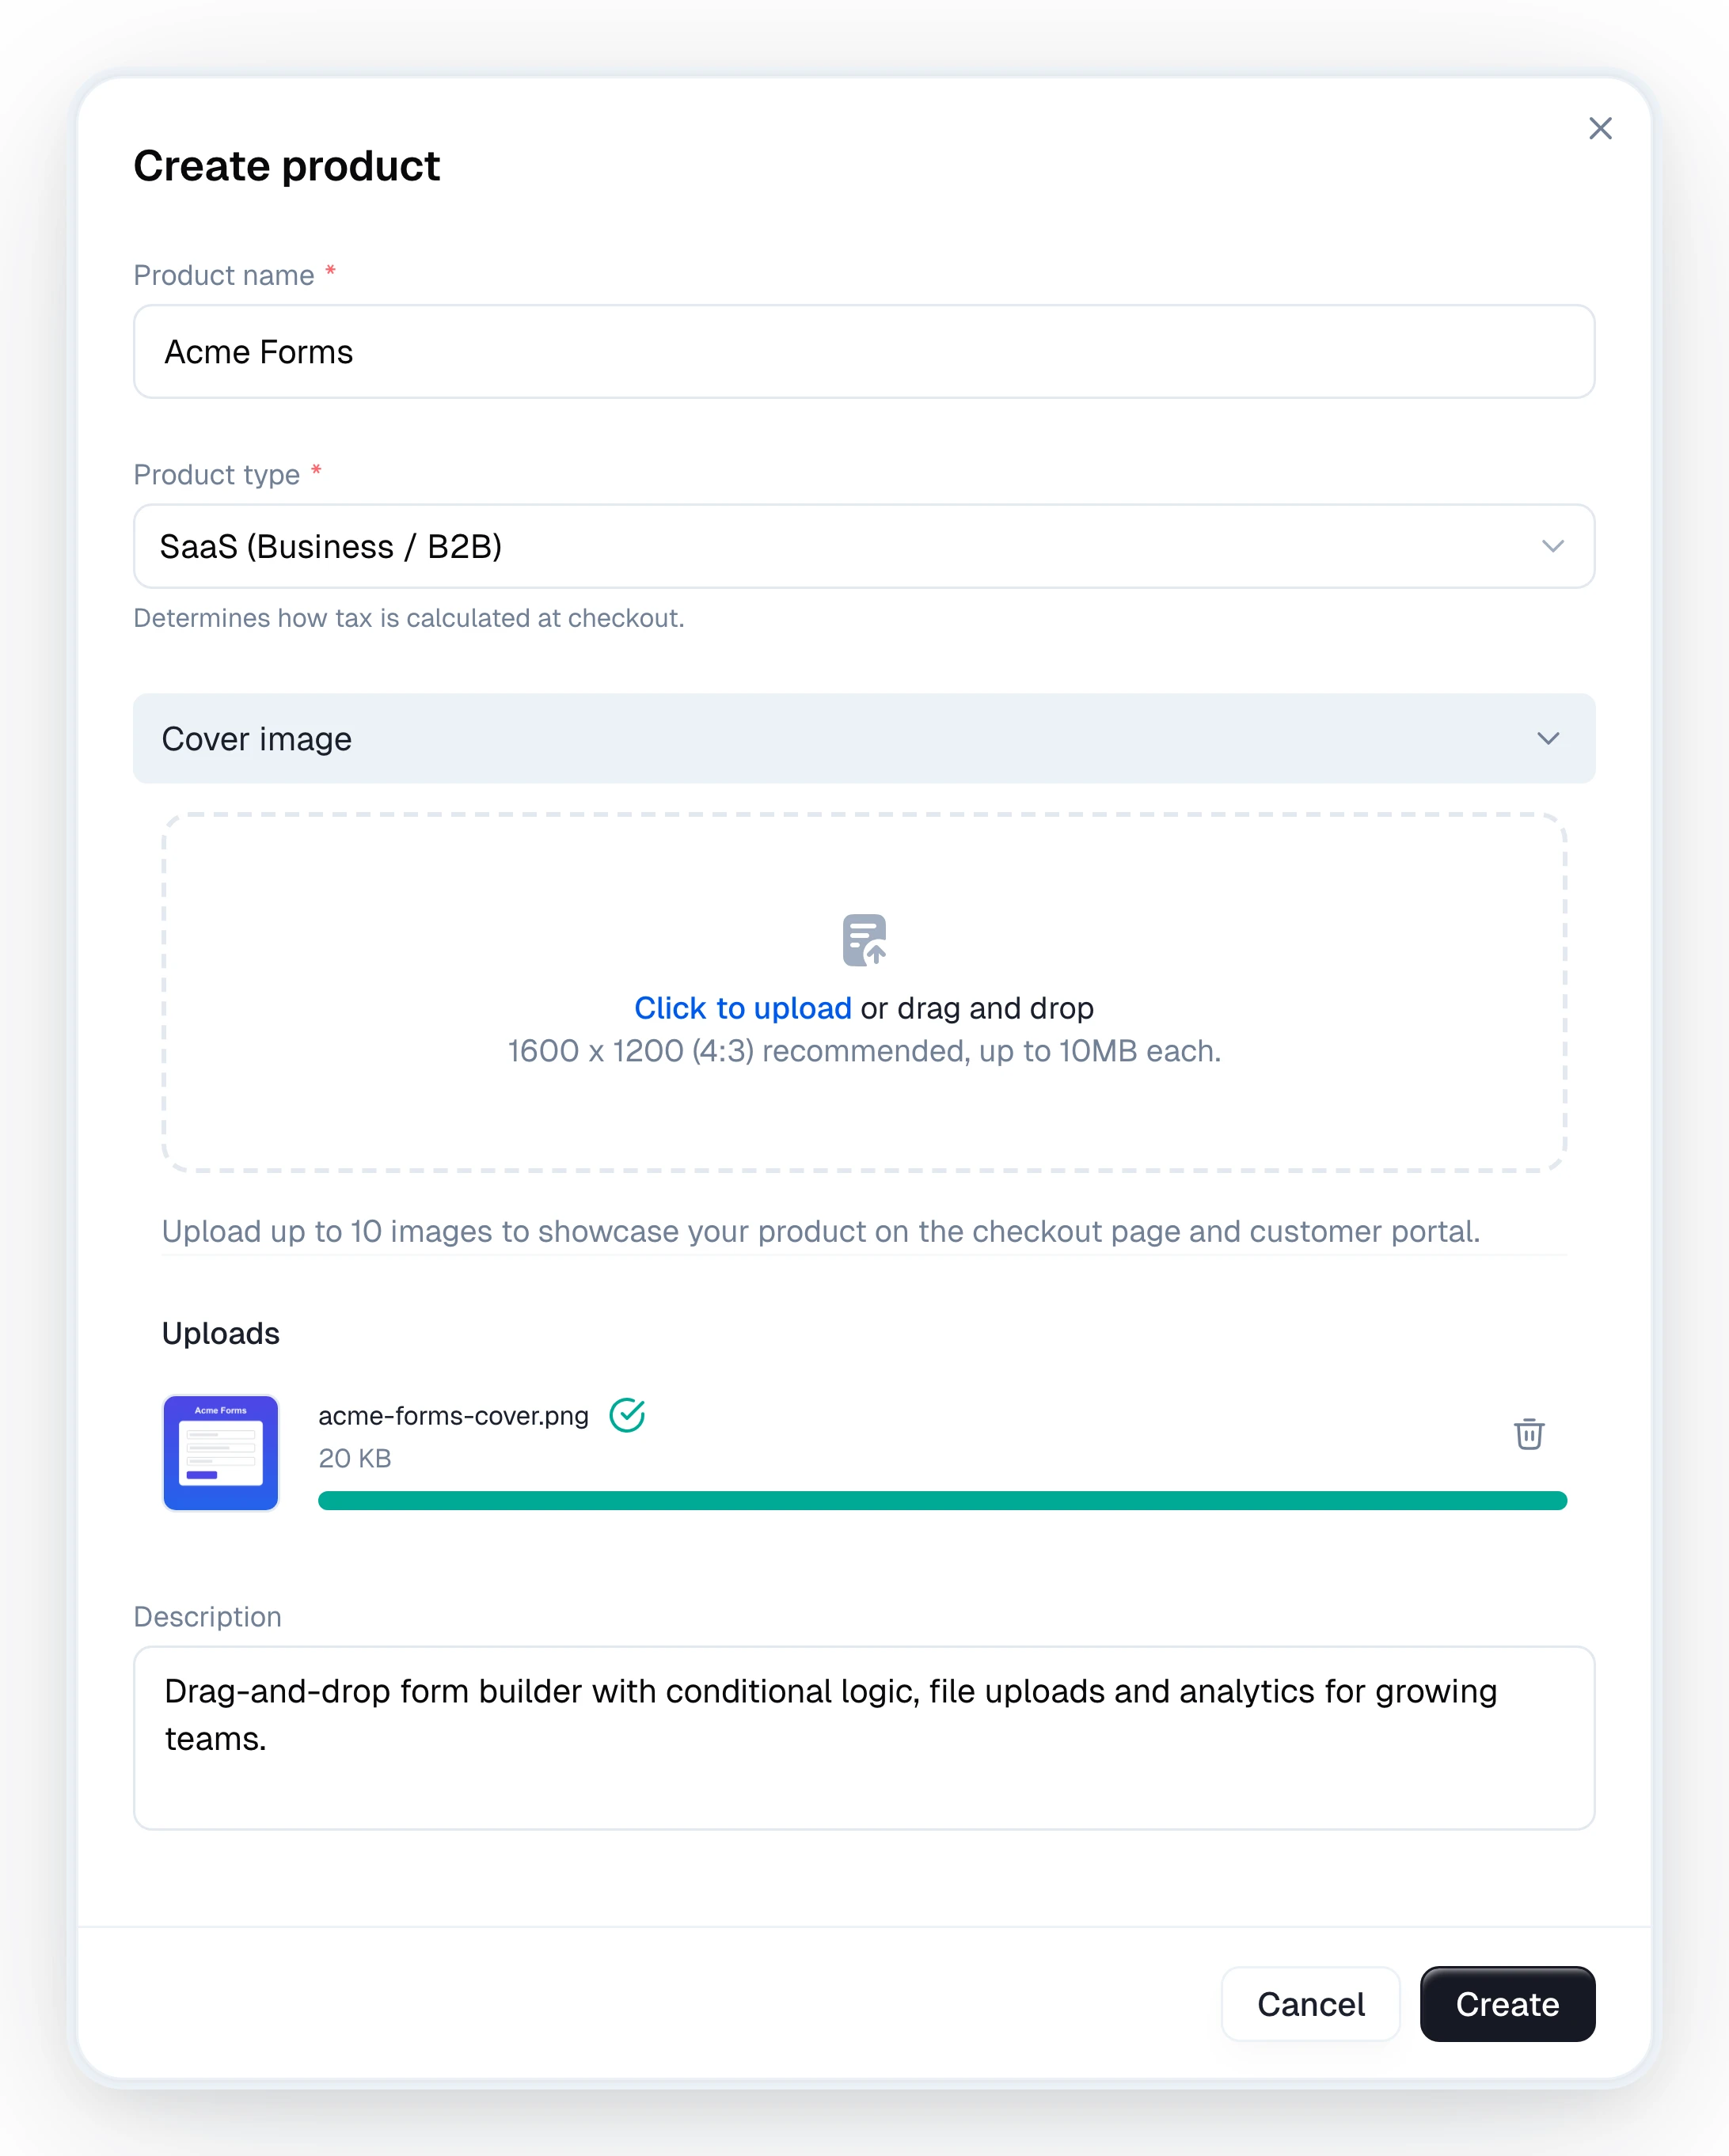 Create product
Product name *
Acme Forms
Product type *
SaaS (Business / B2B)
Determines how tax is calculated at checkout.
Cover image
Click to upload or drag and drop
1600 x 1200 (4:3) recommended, up to 10MB each.
Upload up to 10 images to showcase your product on the checkout page and customer portal.
Uploads
Acme Forms
acme-forms-cover.png
20 KB
Description
Drag-and-drop form builder with conditional logic, file uploads and analytics for growing
teams.
Cancel
Create